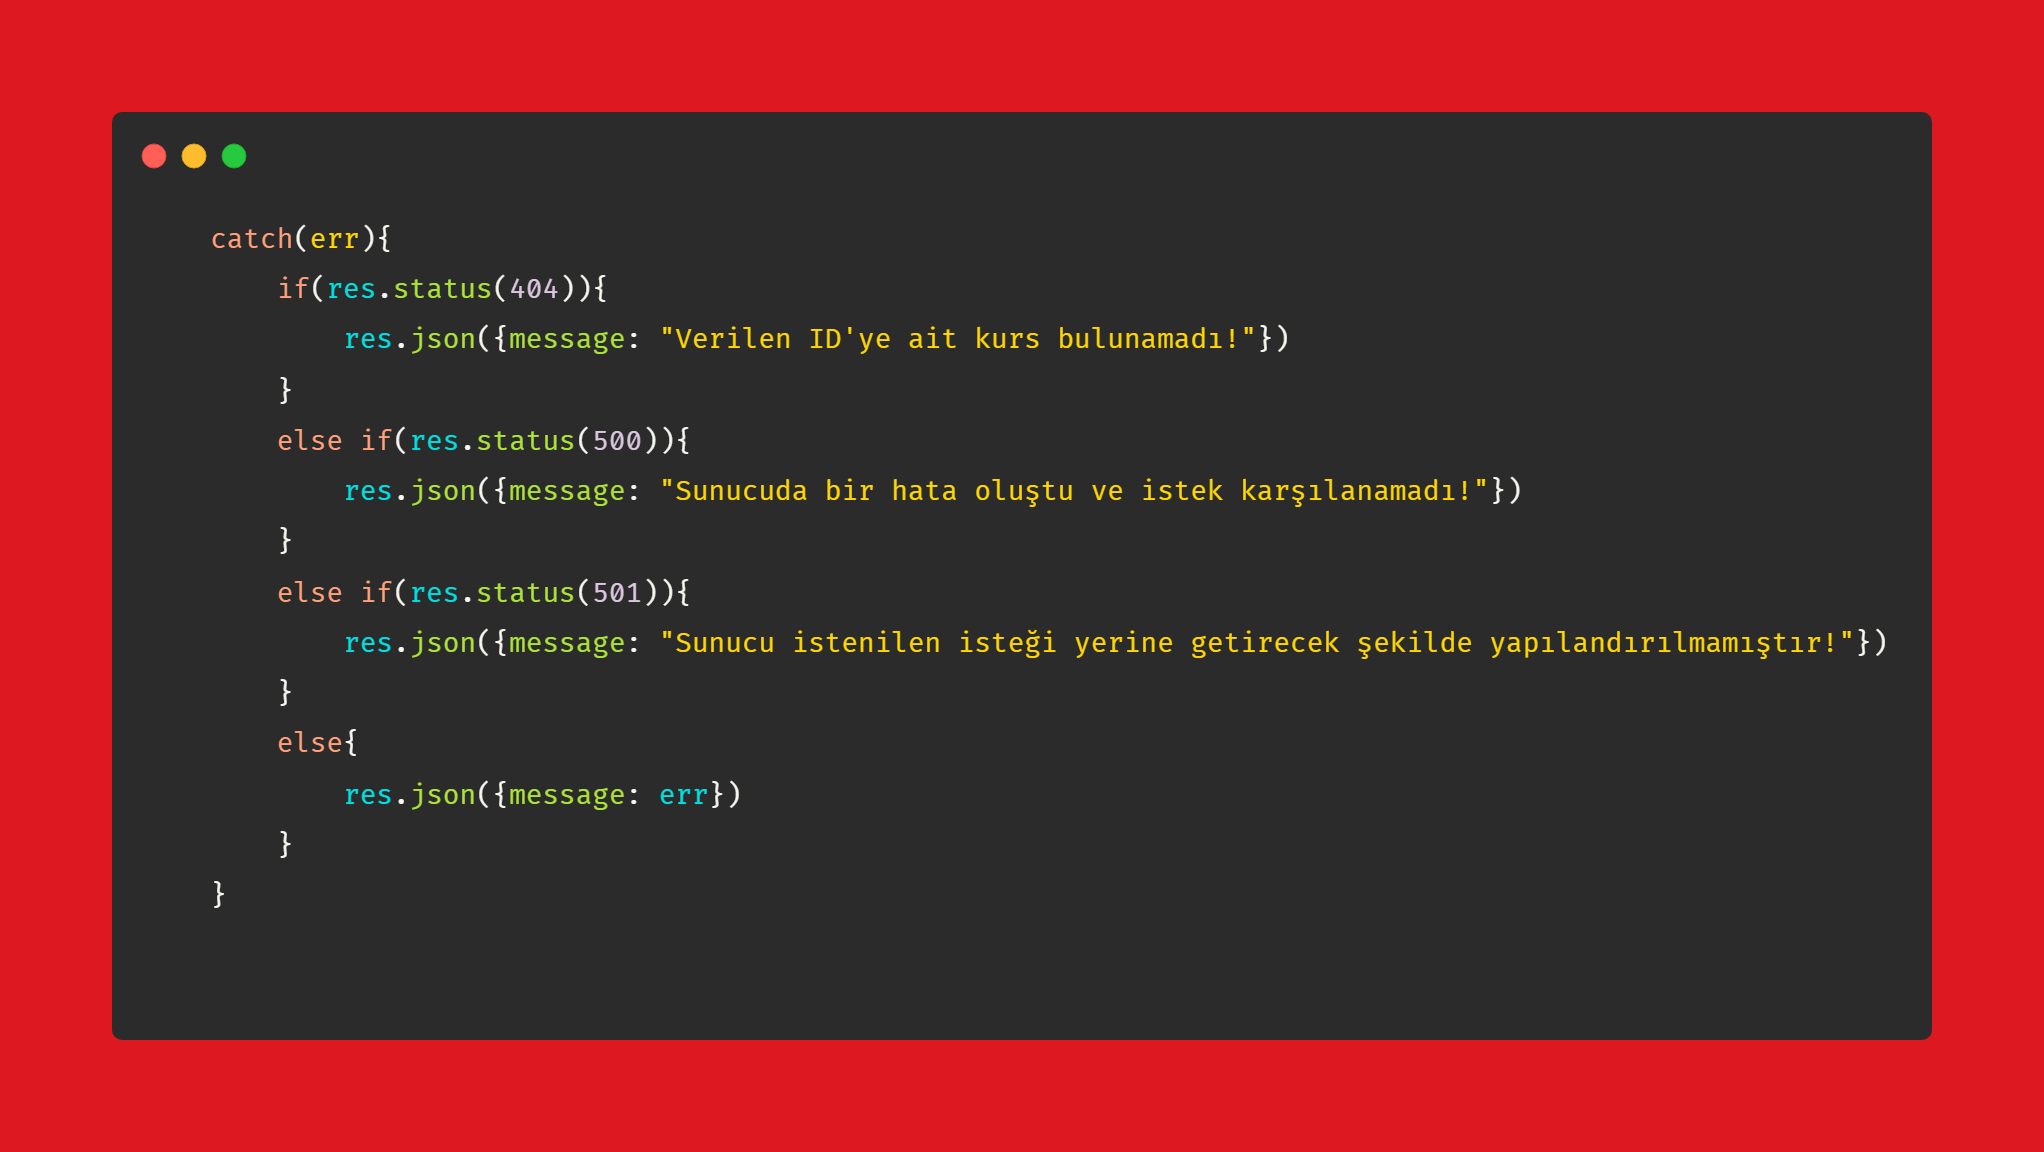 catch(err){
if(res.status(404)){
res.json({message: "Verilen ID'ye ait kurs bulunamadı!"})
}
else if(res.status(500)){
res.json({message: "Sunucuda bir hata oluştu ve istek karşılanamadı!"})
}
else if(res.status(501)){
res.json({message: "Sunucu istenilen isteği yerine getirecek şekilde yapılandırılmamıştır!"})
}
else{
res.json({message: err})
}
}